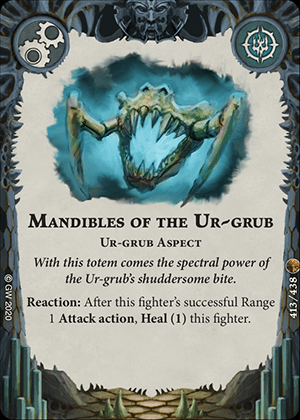 Mandibles of the Ur-grub
Ur-grub Aspect
With this totem comes the spectral power of
the Ur-grub's shuddersome bite.
Reaction: After this fighter's successful Range
1 Attack action, Heal (1) this fighter.
© GW 2020
413/438